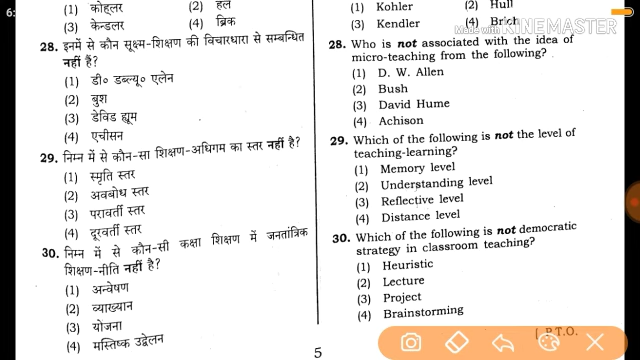 (1) कोहलर
(2) हल
(3) केन्डलर
(4) ब्रिक
28. इनमें से कौन सूक्ष्म-शिक्षण की विचारधारा से सम्बन्धित
नहीं हैं?
(1) डी० डब्ल्यू० एलेन
(2) बुश
(3) डेविड ह्यूम
(4) एचीसन
29. निम्न में से कौन-सा शिक्षण-अधिगम का स्तर नहीं है?
(1) स्मृति स्तर
(2) अवबोध स्तर
(3) परावर्ती स्तर
(4) दूरवर्ती स्तर
30. निम्न में से कौन-सी कक्षा शिक्षण में जनतांत्रिक
शिक्षण-नीति नहीं है?
(1) अन्वेषण
(2) व्याख्यान
(3) योजना
(4) मस्तिष्क उद्वेलन
(1) Kohler
(2) Hull
(3) Kendler
(4) Brich
Made with KINEMASTER
28. Who is not associated with the idea of
micro-teaching from the following?
(1) D. W. Allen
(2) Bush
(3) David Hume
(4) Achison
29. Which of the following is not the level of
teaching-learning?
(1) Memory level
(2) Understanding level
(3) Reflective level
(4) Distance level
30. Which of the following is not democratic
strategy in classroom teaching?
(1) Heuristic
(2) Lecture
(3) Project
(4) Brainstorming
[ P.T.O.
5